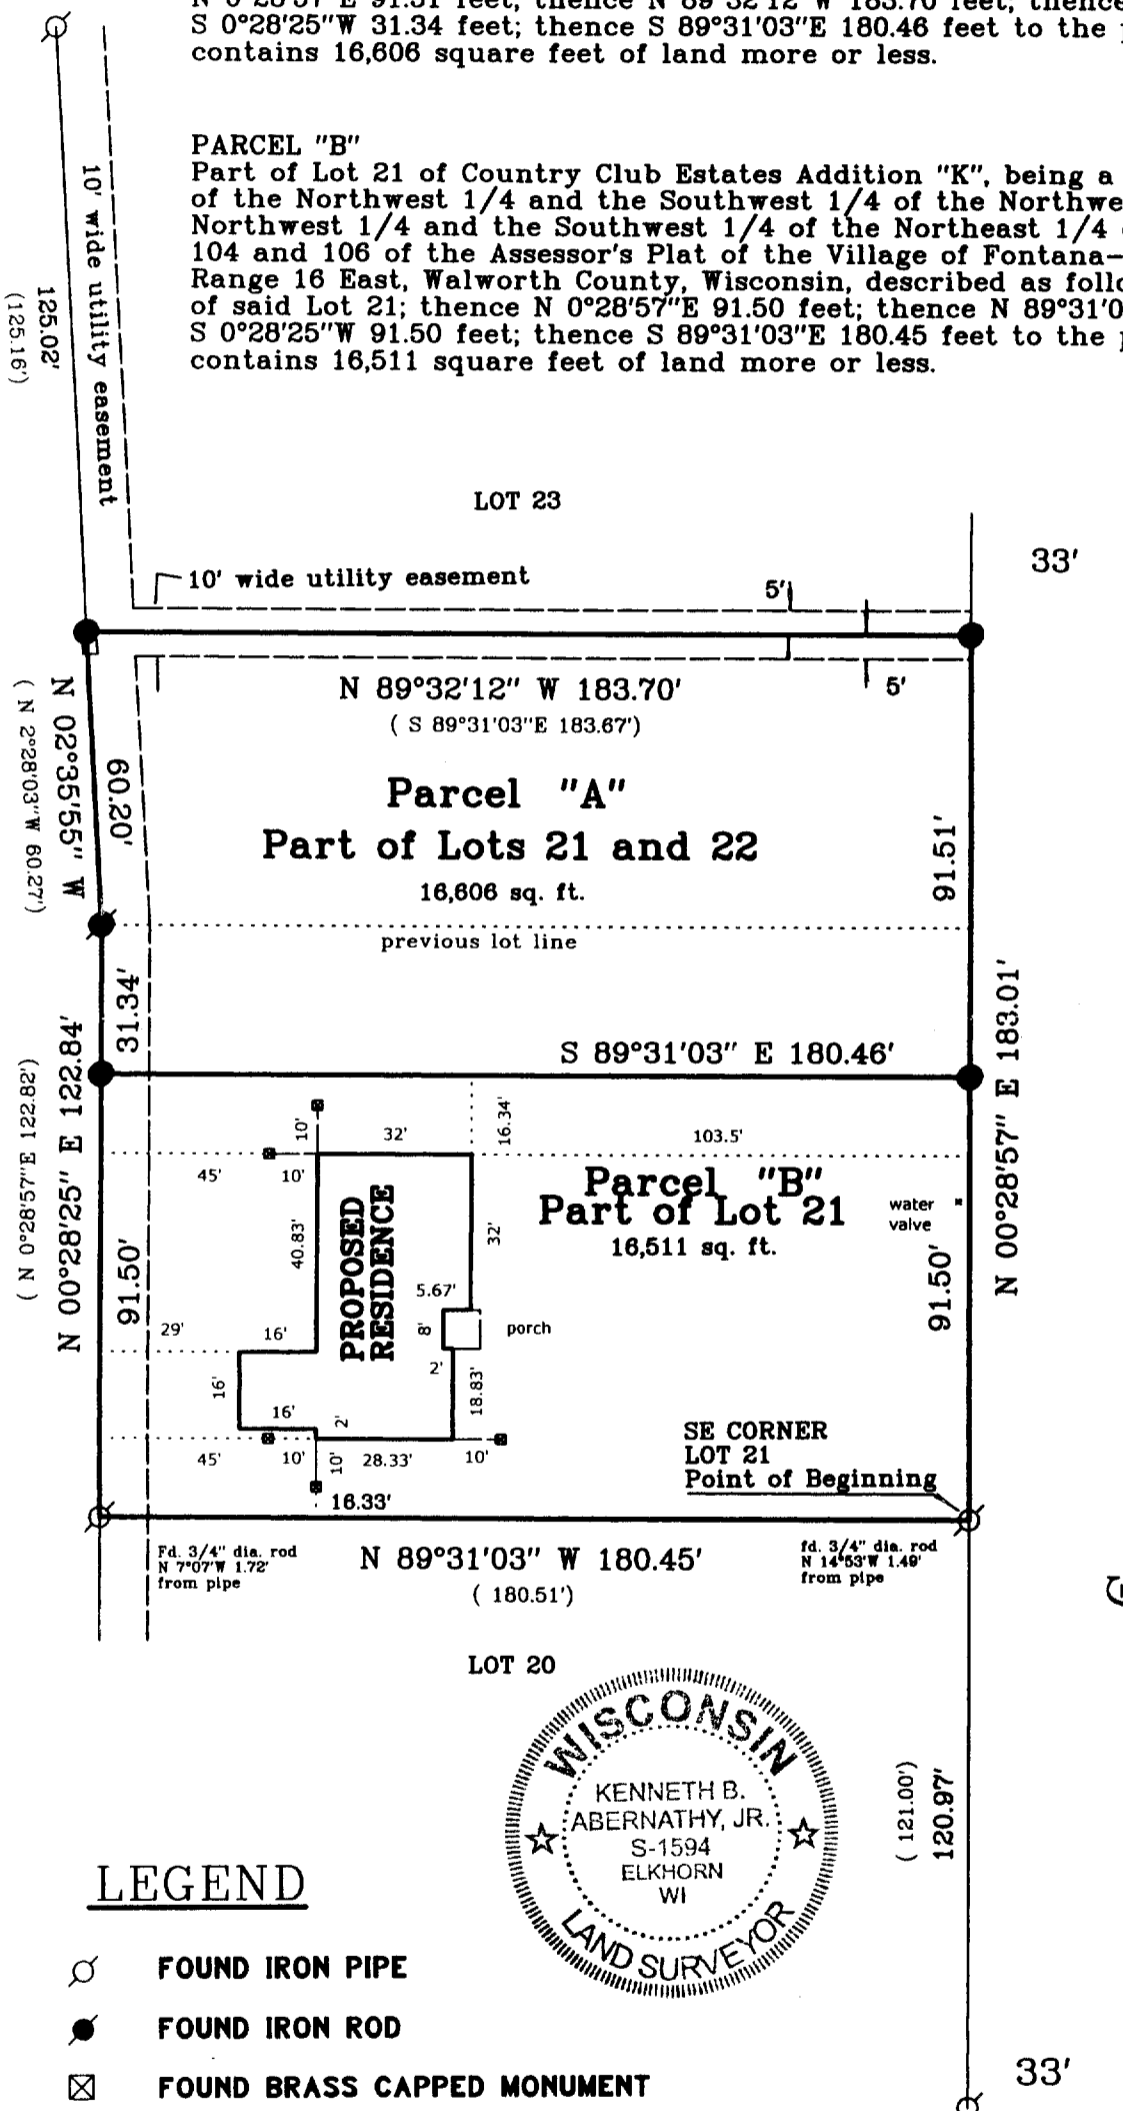 S 0°28'25"W 31.34 feet; thence S 89°31'03"E 180.46 feet to the
contains 16,606 square feet of land more or less.
PARCEL "B"
Part of Lot 21 of Country Club Estates Addition "K", being a
of the Northwest 1/4 and the Southwest 1/4 of the Northwe
Northwest 1/4 and the Southwest 1/4 of the Northeast 1/4
104 and 106 of the Assessor's Plat of the Village of Fontana-
Range 16 East, Walworth County, Wisconsin, described as follo
of said Lot 21; thence N 0°28'57"E 91.50 feet; thence N 89°31'0
S 0°28'25"W 91.50 feet; thence S 89°31'03"E 180.45 feet to the
contains 16,511 square feet of land more or less.
10' wide utility easement
125.02'
(125.16')
LOT 23
33'
10' wide utility easement
5'
5'
N 89°32'12" W 183.70'
( S 89°31'03"E 183.67')
N 02°35'55" W
60.20'
( N 2°28'03"W 60.27')
Parcel "A"
Part of Lots 21 and 22
16,606 sq. ft.
91.51'
previous lot line
31.34'
S 89°31'03" E 180.46'
N 00°28'57" E 183.01'
N 00°28'25" E 122.84'
( N 0°28'57"E 122.82')
10'
32'
16.34'
103.5'
45'
10'
Parcel "B"
Part of Lot 21
16,511 sq. ft.
water
valve
40.83'
PROPOSED
RESIDENCE
32'
91.50'
91.50'
5.67'
8'
porch
29'
16'
2'
16'
18.83'
16'
2'
45'
10'
10'
28.33'
10'
16.33'
SE CORNER
LOT 21
Point of Beginning
Fd. 3/4" dia. rod
N 7°07'W 1.72'
from pipe
N 89°31'03" W 180.45'
( 180.51')
fd. 3/4" dia. rod
N 14°53'W 1.49'
from pipe
LOT 20
WISCONSIN
KENNETH B.
ABERNATHY, JR.
S-1594
ELKHORN
WI
LAND SURVEYOR
( 121.00')
120.97'
LEGEND
FOUND IRON PIPE
FOUND IRON ROD
FOUND BRASS CAPPED MONUMENT
33'